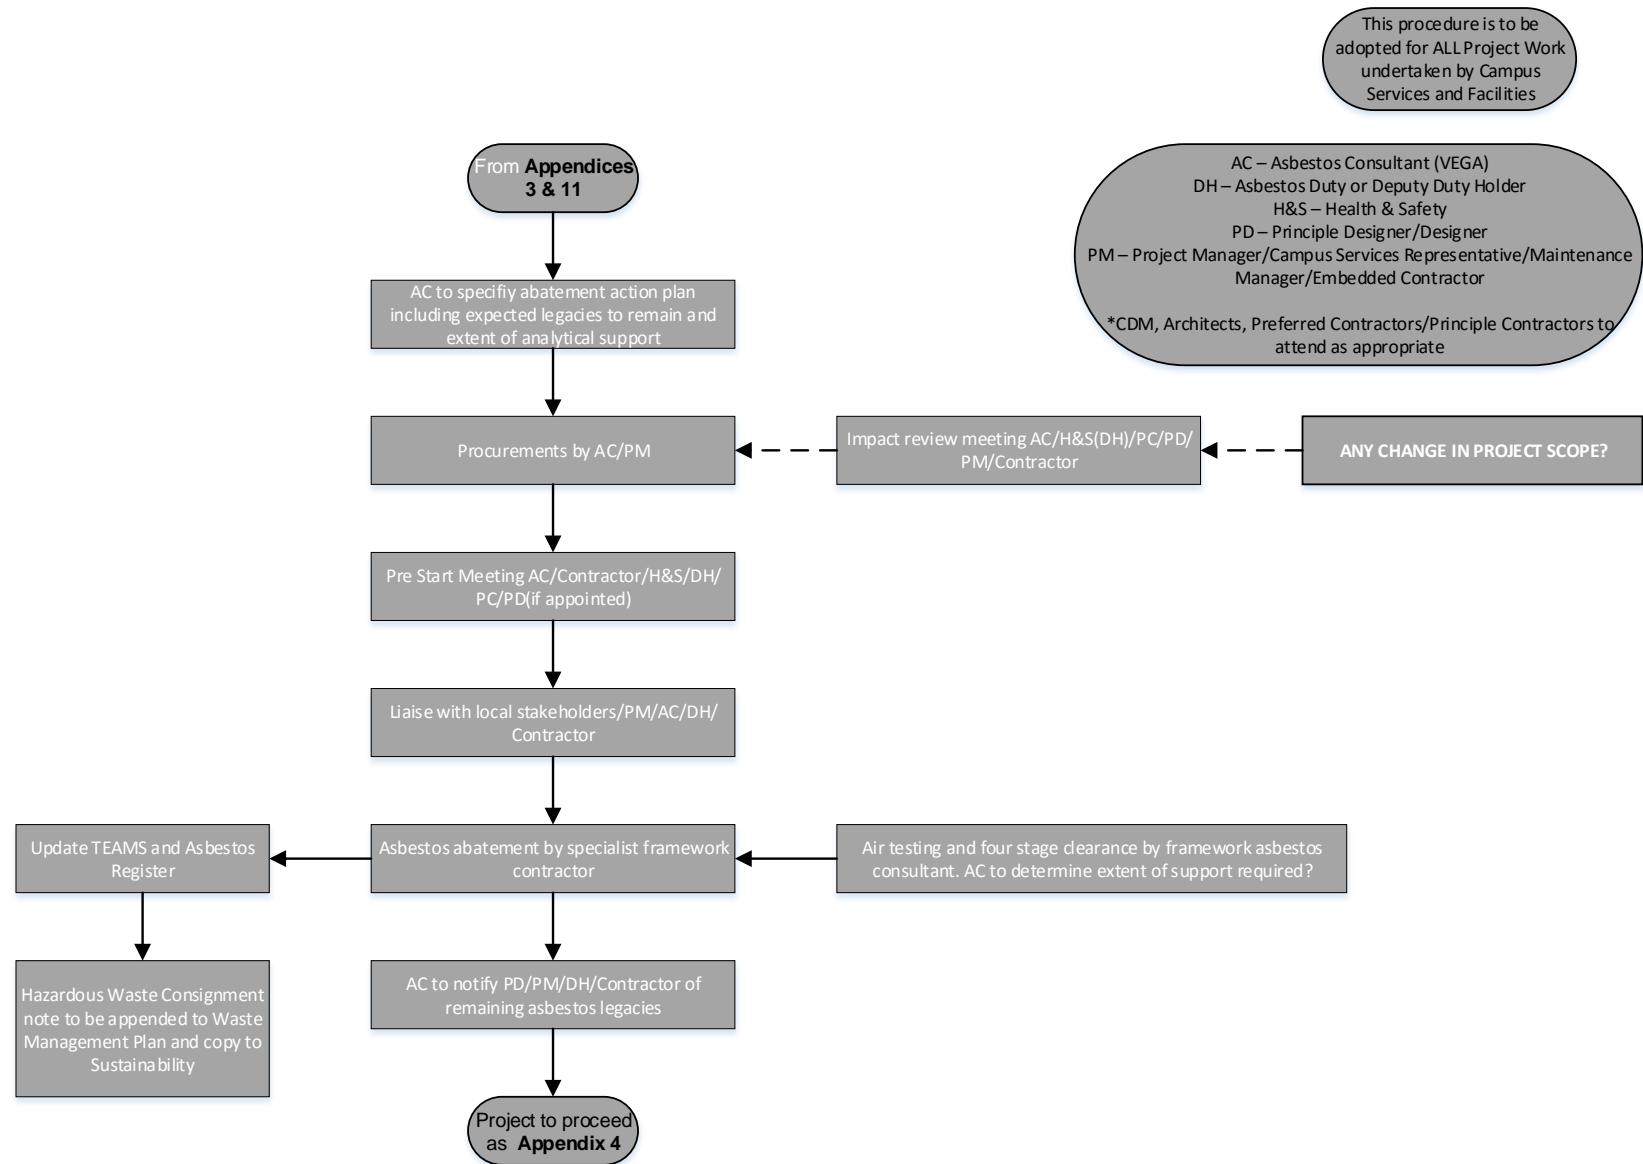 This procedure is to be
adopted for ALL Project Work
undertaken by Campus
Services and Facilities
From Appendices
3 & 11
AC – Asbestos Consultant (VEGA)
DH – Asbestos Duty or Deputy Duty Holder
H&S – Health & Safety
PD – Principle Designer/Designer
PM – Project Manager/Campus Services Representative/Maintenance
Manager/Embedded Contractor
*CDM, Architects, Preferred Contractors/Principle Contractors to
attend as appropriate
AC to specifiy abatement action plan
including expected legacies to remain and
extent of analytical support
Procurements by AC/PM
Impact review meeting AC/H&S(DH)/PC/PD/
PM/Contractor
ANY CHANGE IN PROJECT SCOPE?
Pre Start Meeting AC/Contractor/H&S/DH/
PC/PD(if appointed)
Liaise with local stakeholders/PM/AC/DH/
Contractor
Update TEAMS and Asbestos
Register
Asbestos abatement by specialist framework
contractor
Air testing and four stage clearance by framework asbestos
consultant. AC to determine extent of support required?
Hazardous Waste Consignment
note to be appended to Waste
Management Plan and copy to
Sustainability
AC to notify PD/PM/DH/Contractor of
remaining asbestos legacies
Project to proceed
as Appendix 4